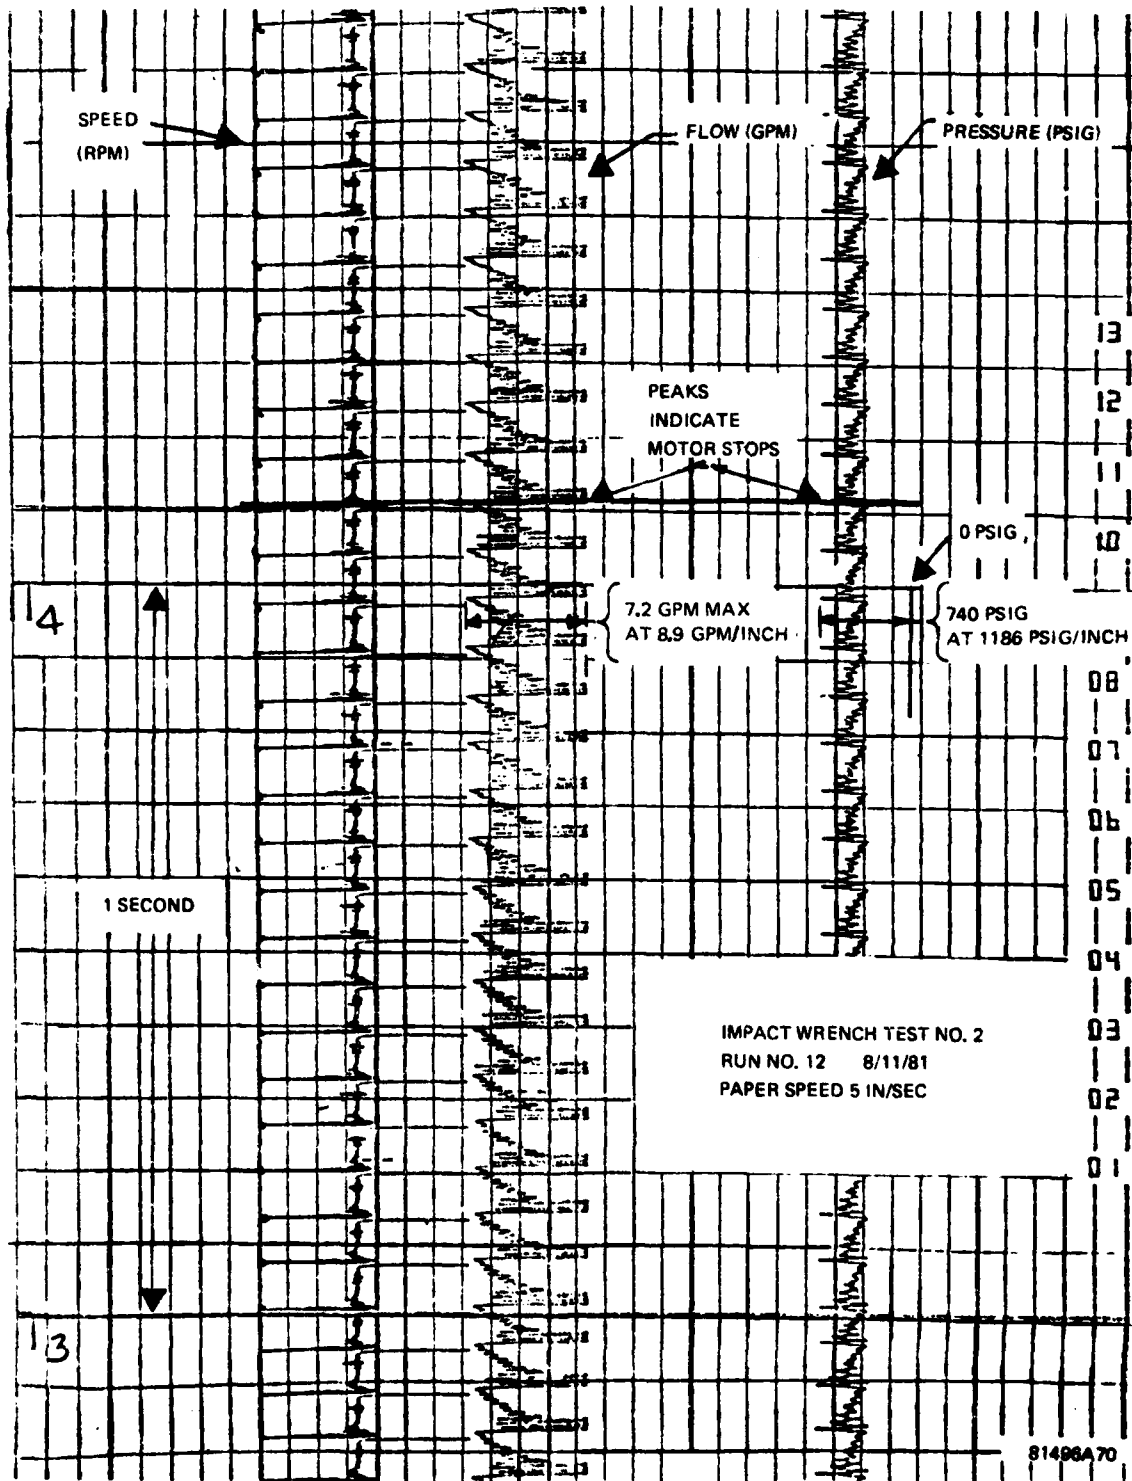 SPEED
(RPM)
FLOW (GPM)
PRESSURE (PSIG)
13
12
PEAKS
INDICATE
MOTOR STOPS
11
10
0 PSIG
14
7.2 GPM MAX
AT 8.9 GPM/INCH
740 PSIG
AT 1186 PSIG/INCH
08
07
06
05
1 SECOND
04
IMPACT WRENCH TEST NO. 2
RUN NO. 12 8/11/81
PAPER SPEED 5 IN/SEC
03
02
01
13
81496A70